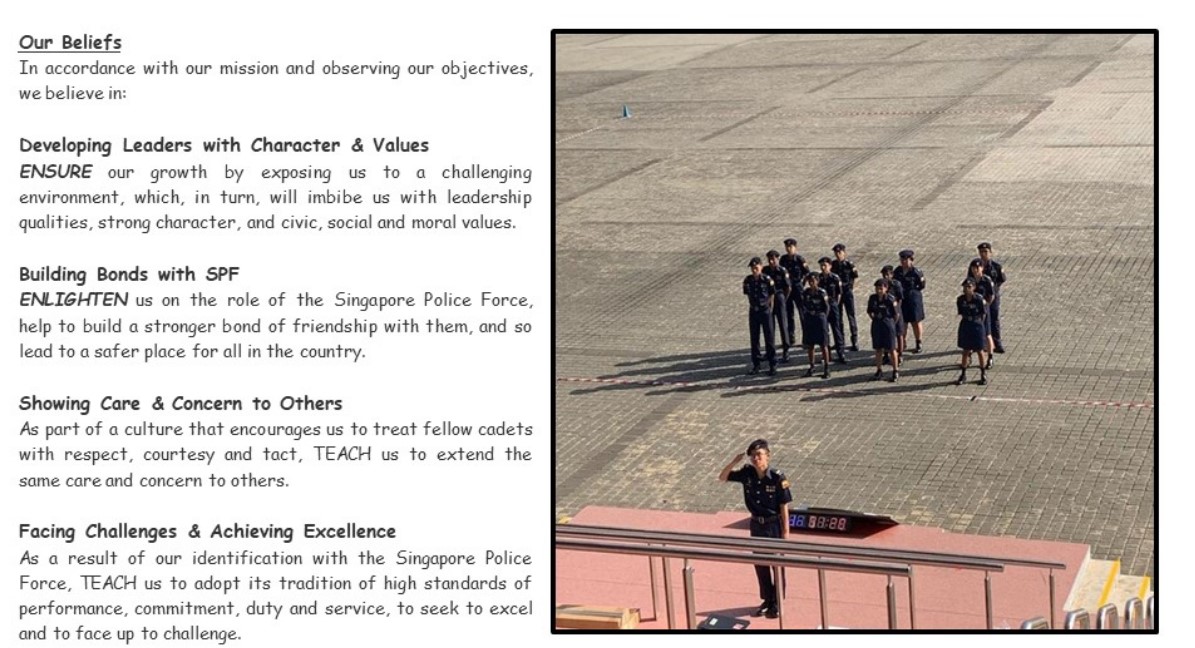 Our Beliefs
In accordance with our mission and observing our objectives,
we believe in:
Developing Leaders with Character & Values
ENSURE our growth by exposing us to a challenging
environment, which, in turn, will imbibe us with leadership
qualities, strong character, and civic, social and moral values.
Building Bonds with SPF
ENLIGHTEN us on the role of the Singapore Police Force,
help to build a stronger bond of friendship with them, and so
lead to a safer place for all in the country.
Showing Care & Concern to Others
As part of a culture that encourages us to treat fellow cadets
with respect, courtesy and tact, TEACH us to extend the
same care and concern to others.
Facing Challenges & Achieving Excellence
As a result of our identification with the Singapore Police
Force, TEACH us to adopt its tradition of high standards of
performance, commitment, duty and service, to seek to excel
and to face up to challenge.